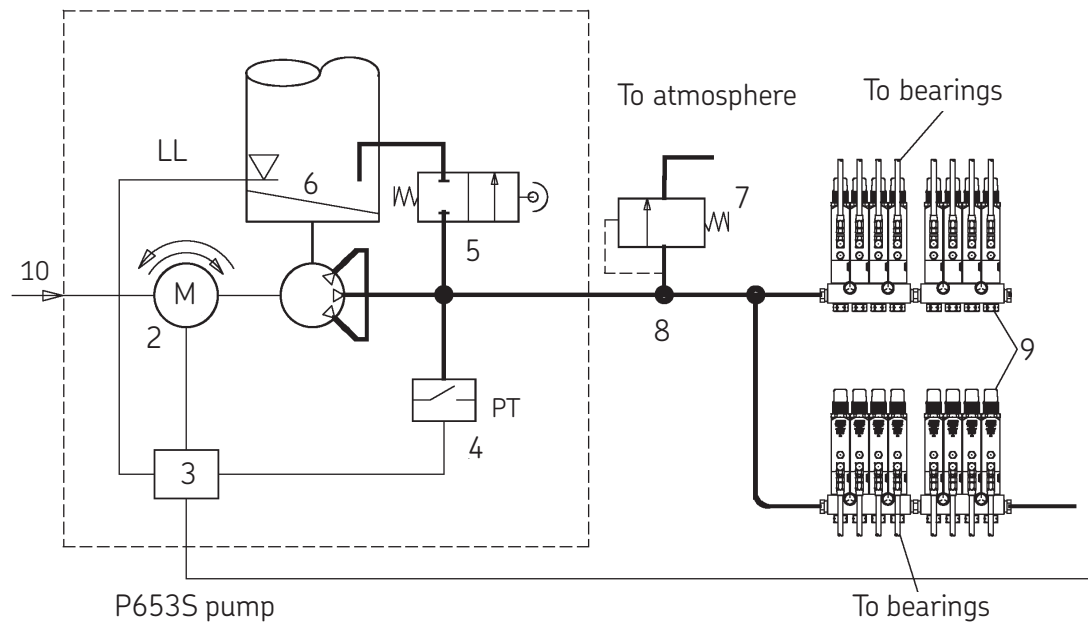 To atmosphere
To bearings
LL
6
7
5
10
M
2
8
9
PT
4
3
P653S pump
To bearings